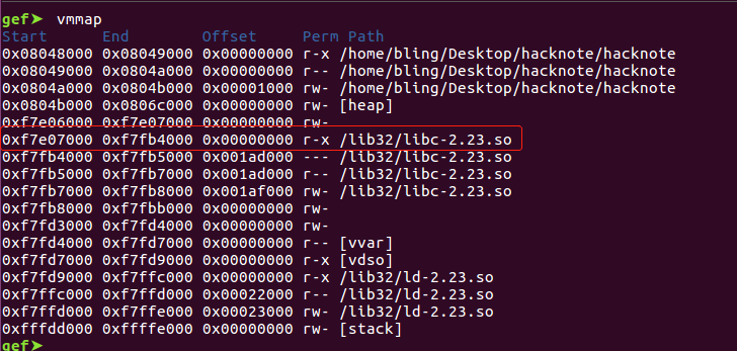 gef➤ vmmap
Start End Offset Perm Path
0x08048000 0x08049000 0x00000000 r-x /home/bling/Desktop/hacknote/hacknote
0x08049000 0x0804a000 0x00000000 r-- /home/bling/Desktop/hacknote/hacknote
0x0804a000 0x0804b000 0x00001000 rw- /home/bling/Desktop/hacknote/hacknote
0x0804b000 0x0806c000 0x00000000 rw- [heap]
0xf7e06000 0xf7e07000 0x00000000 rw-
0xf7e07000 0xf7fb4000 0x00000000 r-x /lib32/libc-2.23.so
0xf7fb4000 0xf7fb5000 0x001ad000 --- /lib32/libc-2.23.so
0xf7fb5000 0xf7fb7000 0x001ad000 r-- /lib32/libc-2.23.so
0xf7fb7000 0xf7fb8000 0x001af000 rw- /lib32/libc-2.23.so
0xf7fb8000 0xf7fbb000 0x00000000 rw-
0xf7fd3000 0xf7fd4000 0x00000000 rw-
0xf7fd4000 0xf7fd7000 0x00000000 r-- [vvar]
0xf7fd7000 0xf7fd9000 0x00000000 r-x [vdso]
0xf7fd9000 0xf7ffc000 0x00000000 r-x /lib32/ld-2.23.so
0xf7ffc000 0xf7ffd000 0x00022000 r-- /lib32/ld-2.23.so
0xf7ffd000 0xf7ffe000 0x00023000 rw- /lib32/ld-2.23.so
0xfffdd000 0xffffe000 0x00000000 rw- [stack]
gef➤